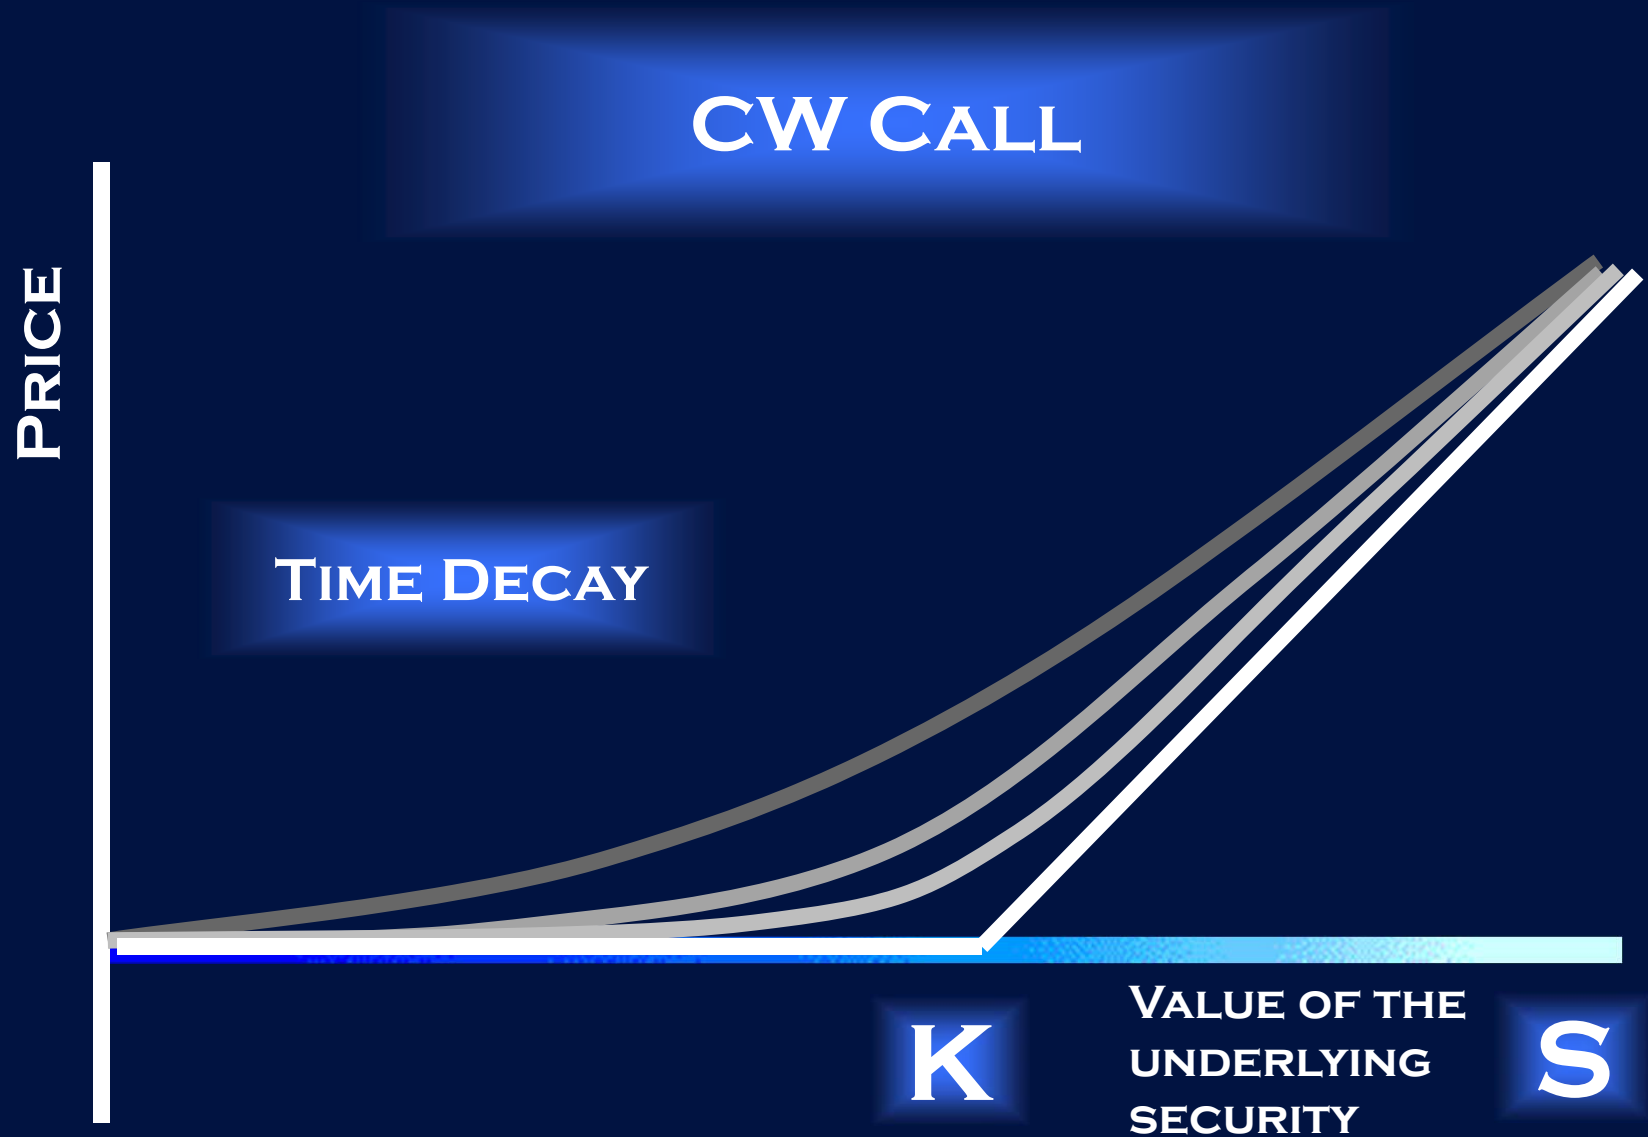 CW Call
Price
Time Decay
K
Value of the
underlying
security
S